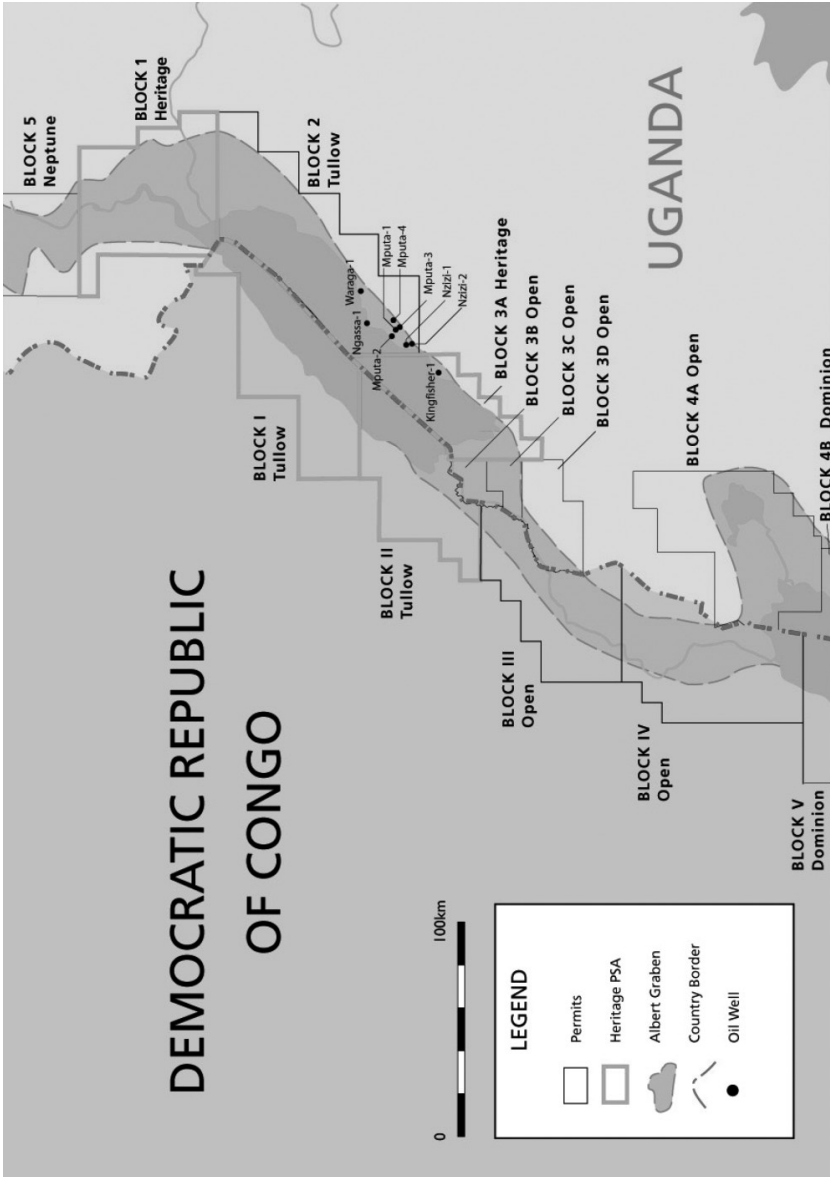 BLOCK 5
Neptune
BLOCK 1
Heritage
BLOCK 2
Tullow
Waraga-1
Ngassa-1
Mputa-1
Mputa-4
Mputa-2
Mputa-3
Nzizi-1
Nzizi-2
Kingfisher-1
BLOCK I
Tullow
BLOCK II
Tullow
BLOCK 3A Heritage
BLOCK 3B Open
BLOCK 3C Open
BLOCK 3D Open
UGANDA
DEMOCRATIC REPUBLIC
OF CONGO
BLOCK III
Open
BLOCK 4A Open
BLOCK IV
Open
BLOCK 4B Dominion
BLOCK V
Dominion
0
100km
LEGEND
Permits
Heritage PSA
Albert Graben
Country Border
Oil Well